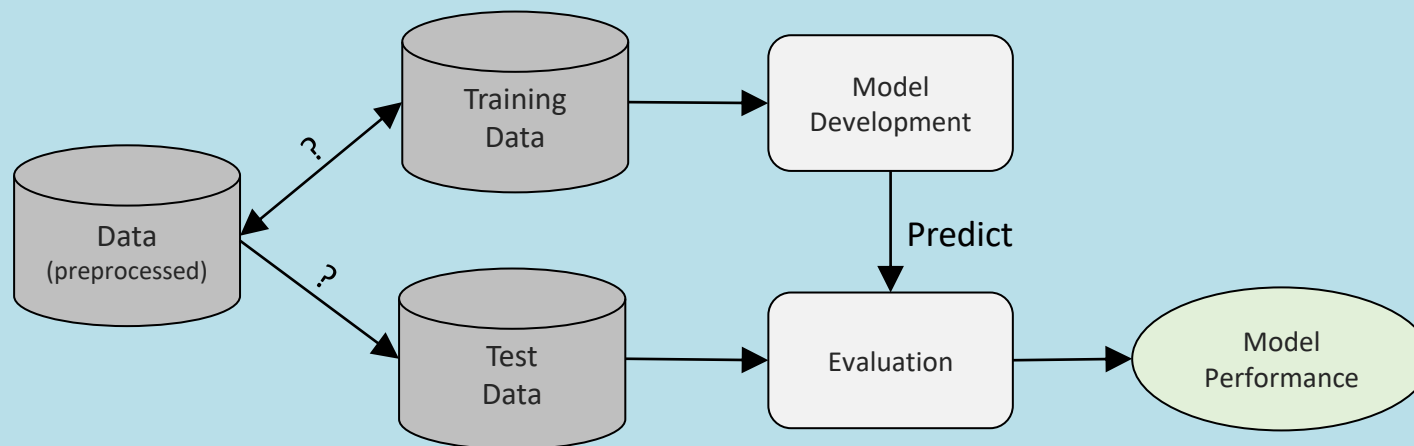 Training
Data
Model
Development
?
Data
(preprocessed)
Predict
?
Test
Data
Evaluation
Model
Performance